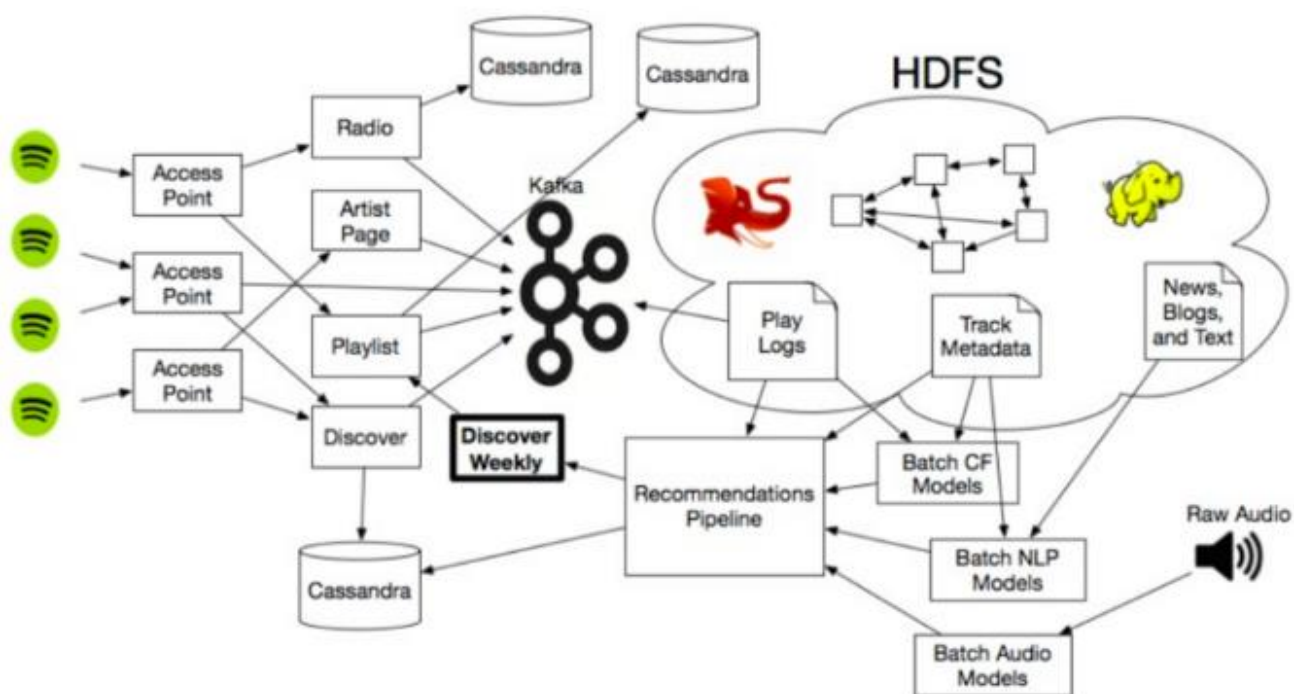 Cassandra
Cassandra
HDFS
Radio
Access
Point
Kafka
Artist
Page
Access
Point
News,
Blogs,
and Text
Play
Logs
Track
Metadata
Playlist
Access
Point
Discover
Discover
Weekly
Batch CF
Models
Recommendations
Pipeline
Raw Audio
Batch NLP
Models
Cassandra
Batch Audio
Models